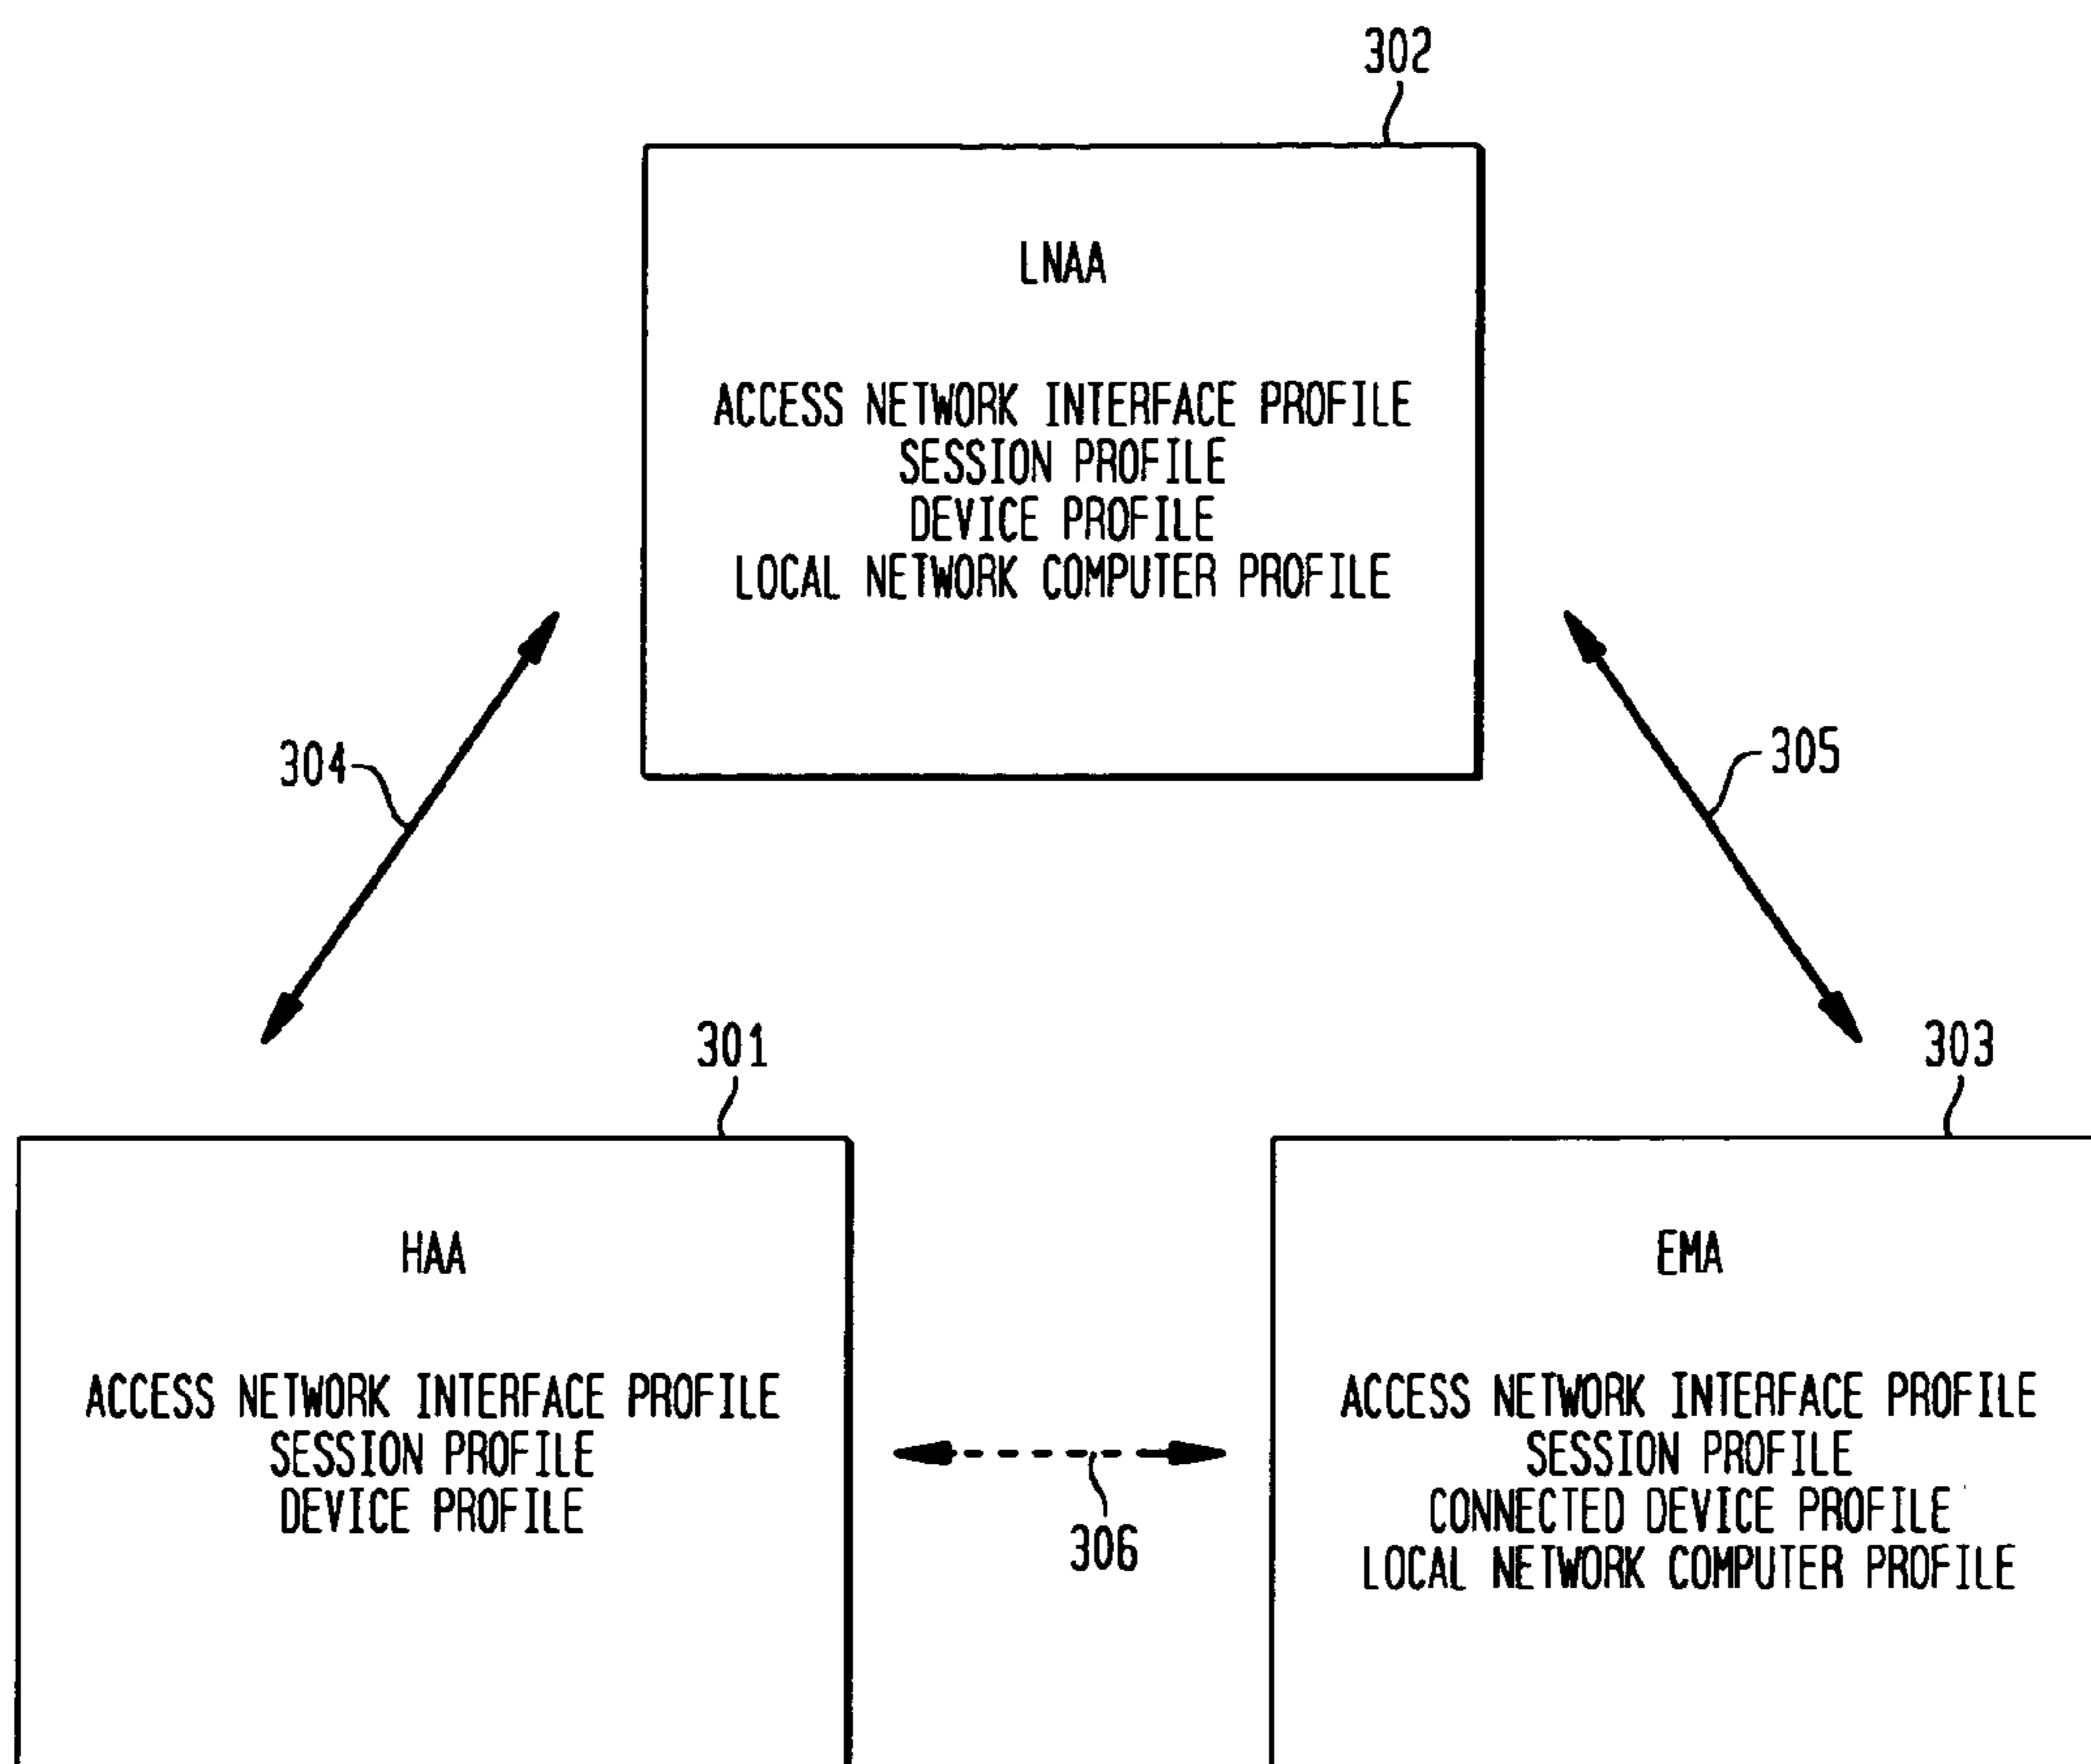 302
LNAA
ACCESS NETWORK INTERFACE PROFILE
SESSION PROFILE
DEVICE PROFILE
LOCAL NETWORK COMPUTER PROFILE
304
305
301
303
HAA
ACCESS NETWORK INTERFACE PROFILE
SESSION PROFILE
DEVICE PROFILE
306
EMA
ACCESS NETWORK INTERFACE PROFILE
SESSION PROFILE
CONNECTED DEVICE PROFILE
LOCAL NETWORK COMPUTER PROFILE